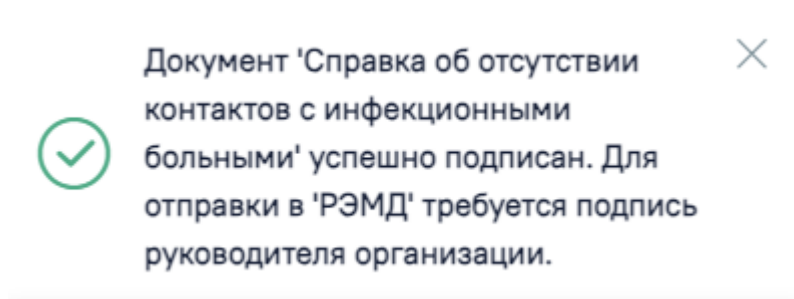 Документ 'Справка об отсутствии
контактов с инфекционными
больными' успешно подписан. Для
отправки в 'РЭМД' требуется подпись
руководителя организации.